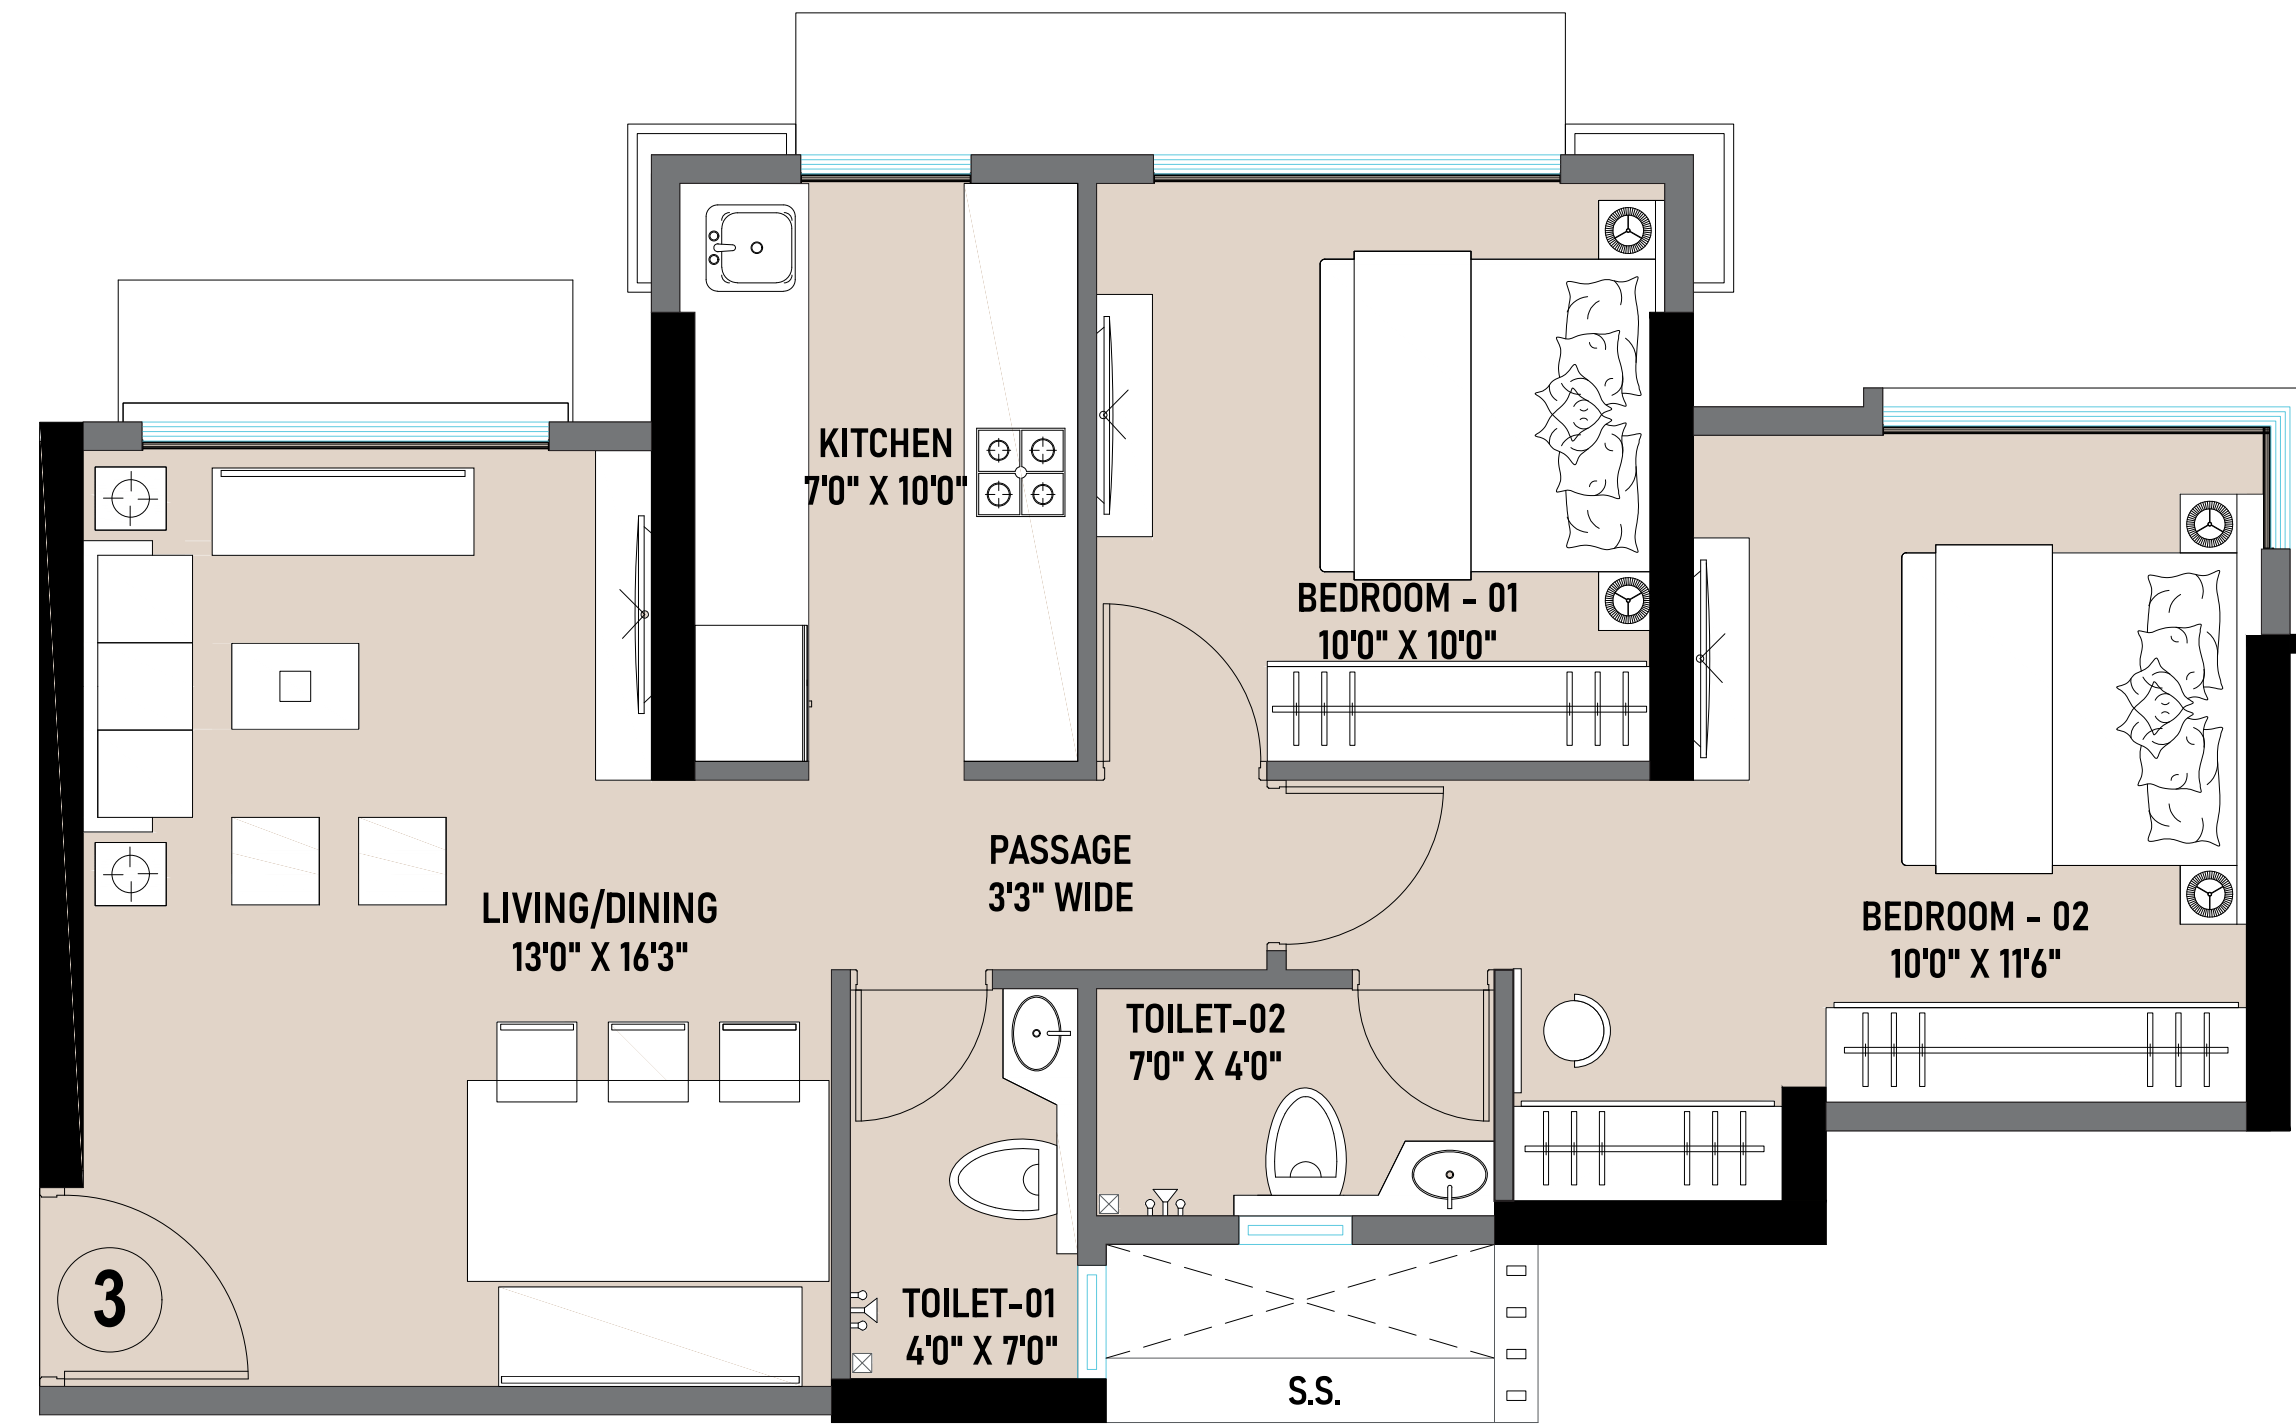 KITCHEN
7'0" X 10'0"
BEDROOM - 01
10'0" X 10'0"
PASSAGE
3'3" WIDE
LIVING/DINING
13'0" X 16'3"
BEDROOM - 02
10'0" X 11'6"
TOILET-02
7'0" X 4'0"
3
TOILET-01
4'0" X 7'0"
S.S.